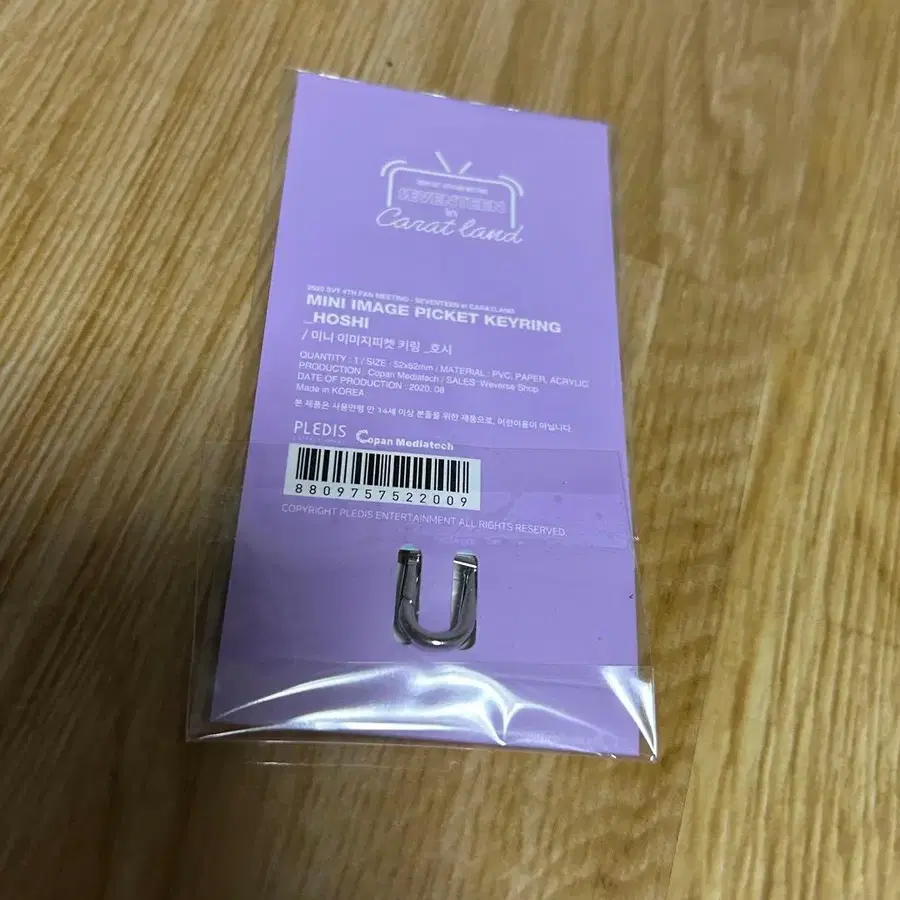 SEVENTEEN
in
Carat land
2020 SVT 4TH FAN MEETING - SEVENTEEN in CARATLAND
MINI IMAGE PICKET KEYRING
_HOSHI
/ 미니 이미지피켓 키링 _호시
QUANTITY : 1 / SIZE : 52x62mm / MATERIAL : PVC, PAPER, ACRYLIC
PRODUCTION : Copan Mediatech / SALES: Weverse Shop
DATE OF PRODUCTION : 2020. 08
Made in KOREA
본 제품은 사용연령 만 14세 이상 분들을 위한 제품으로, 어린이용이 아닙니다.
PLEDIS Copan Mediatech
8809757522009
COPYRIGHT PLEDIS ENTERTAINMENT ALL RIGHTS RESERVED.